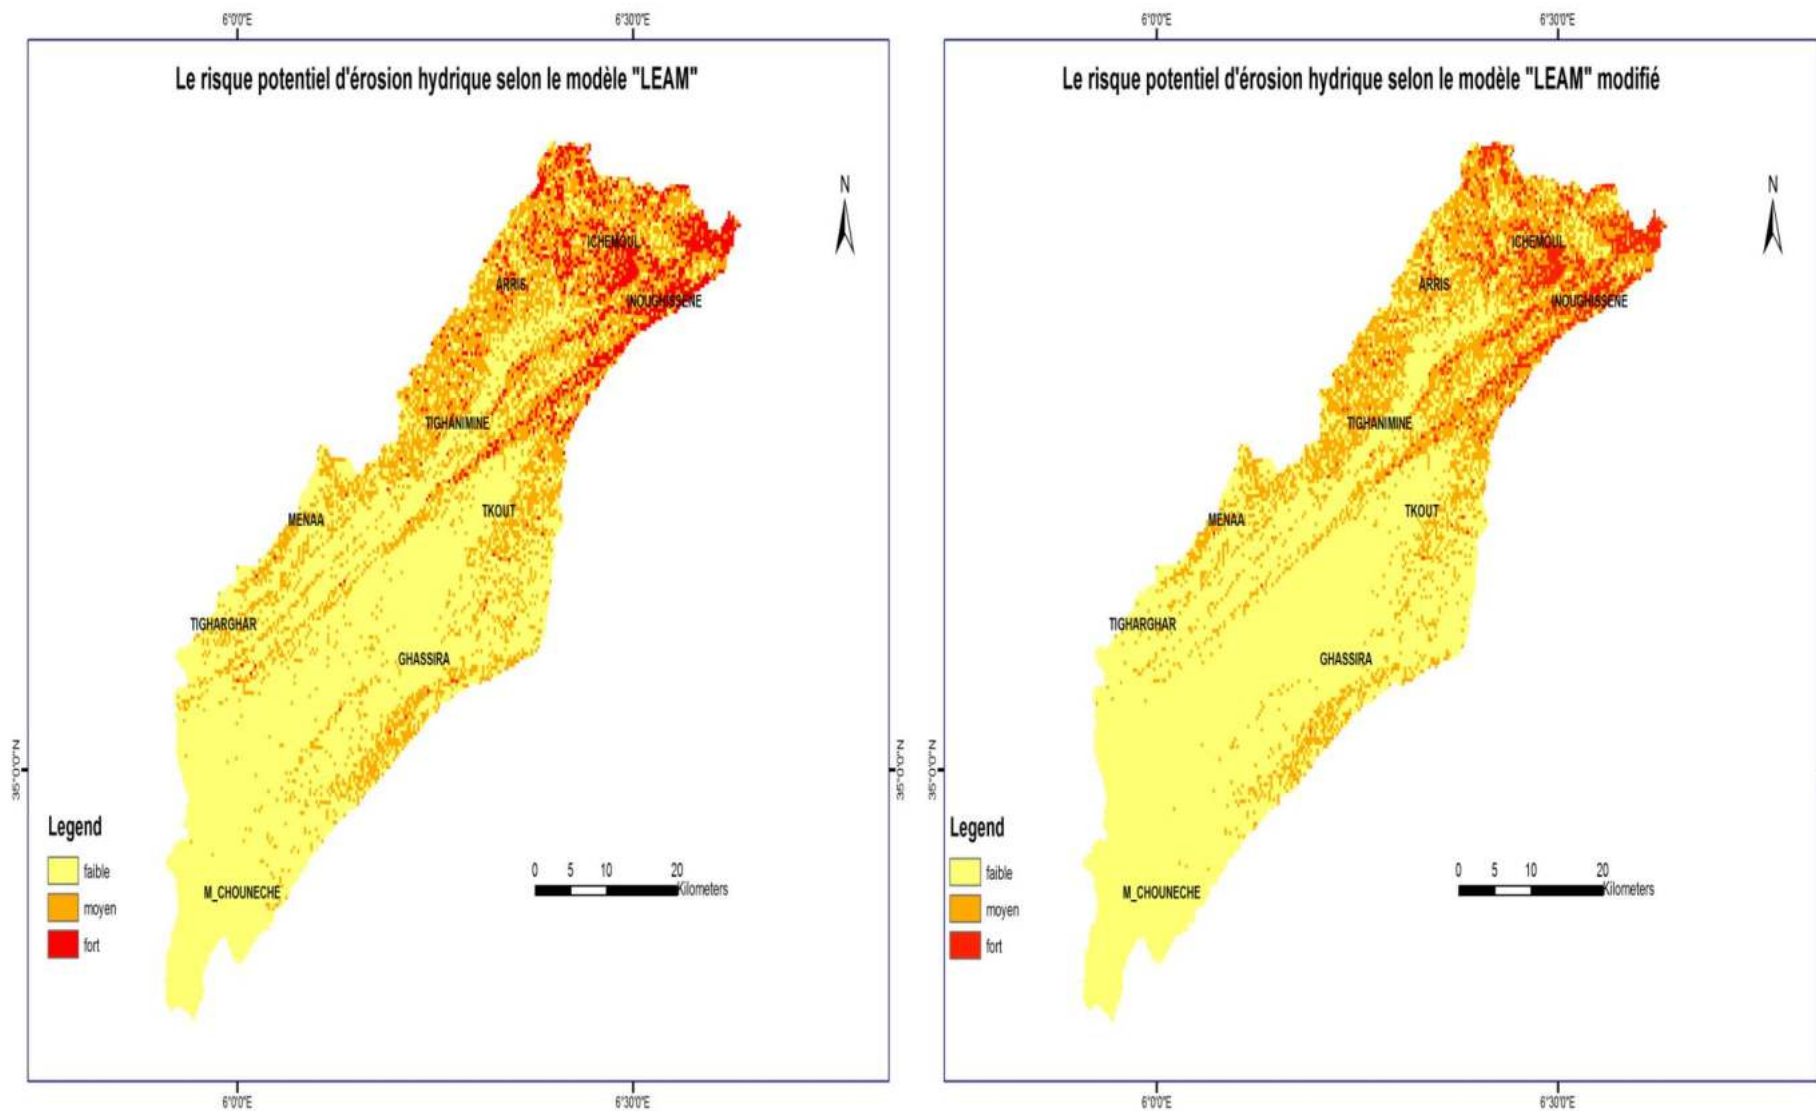 6°0'0"E
6°30'0"E
Le risque potentiel d'érosion hydrique selon le modèle "LEAM"
N
ICHEMOUL
ARRIS
INOUGHISSENE
TIGHANIMINE
TKOUT
MENAA
TIGHARGHAR
GHASSIRA
35°0'0"N
35°0'0"N
Legend
faible
moyen
fort
M_CHOUNECHE
0 5 10 20
Kilometers
6°0'0"E
6°30'0"E
6°0'0"E
6°30'0"E
Le risque potentiel d'érosion hydrique selon le modèle "LEAM" modifié
N
ICHEMOUL
ARRIS
INOUGHISSENE
TIGHANIMINE
TKOUT
MENAA
TIGHARGHAR
GHASSIRA
35°0'0"N
Legend
faible
moyen
fort
M_CHOUNECHE
0 5 10 20
Kilometers
6°0'0"E
6°30'0"E